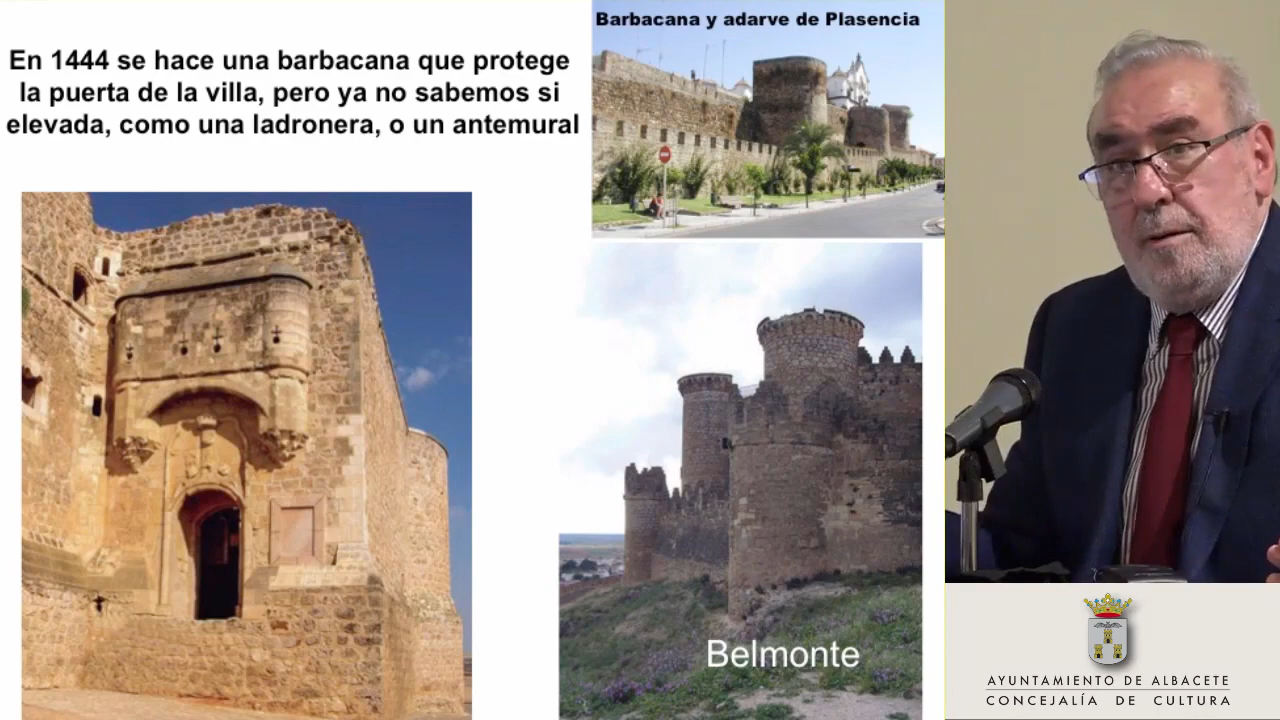 En 1444 se hace una barbacana que protege
la puerta de la villa, pero ya no sabemos si
elevada, como una ladronera, o un antemural
Barbacana y adarve de Plasencia
Belmonte
AYUNTAMIENTO DE ALBACETE
CONCEJALÍA DE CULTURA